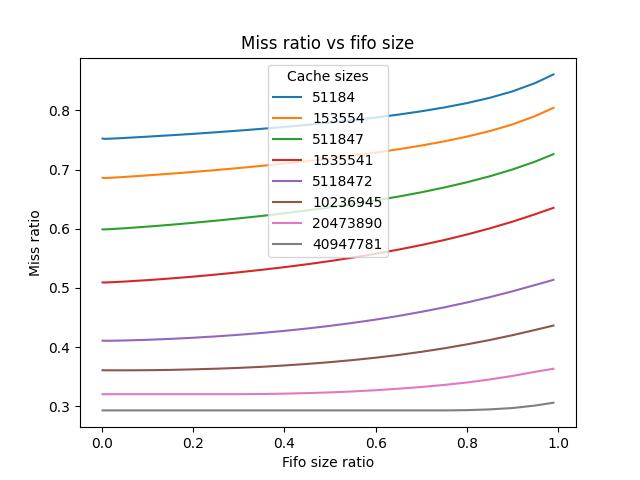 Miss ratio vs fifo size
Cache sizes
51184
153554
511847
1535541
5118472
10236945
20473890
40947781
Miss ratio
0.8
0.7
0.6
0.5
0.4
0.3
0.0 0.2 0.4 0.6 0.8 1.0
Fifo size ratio